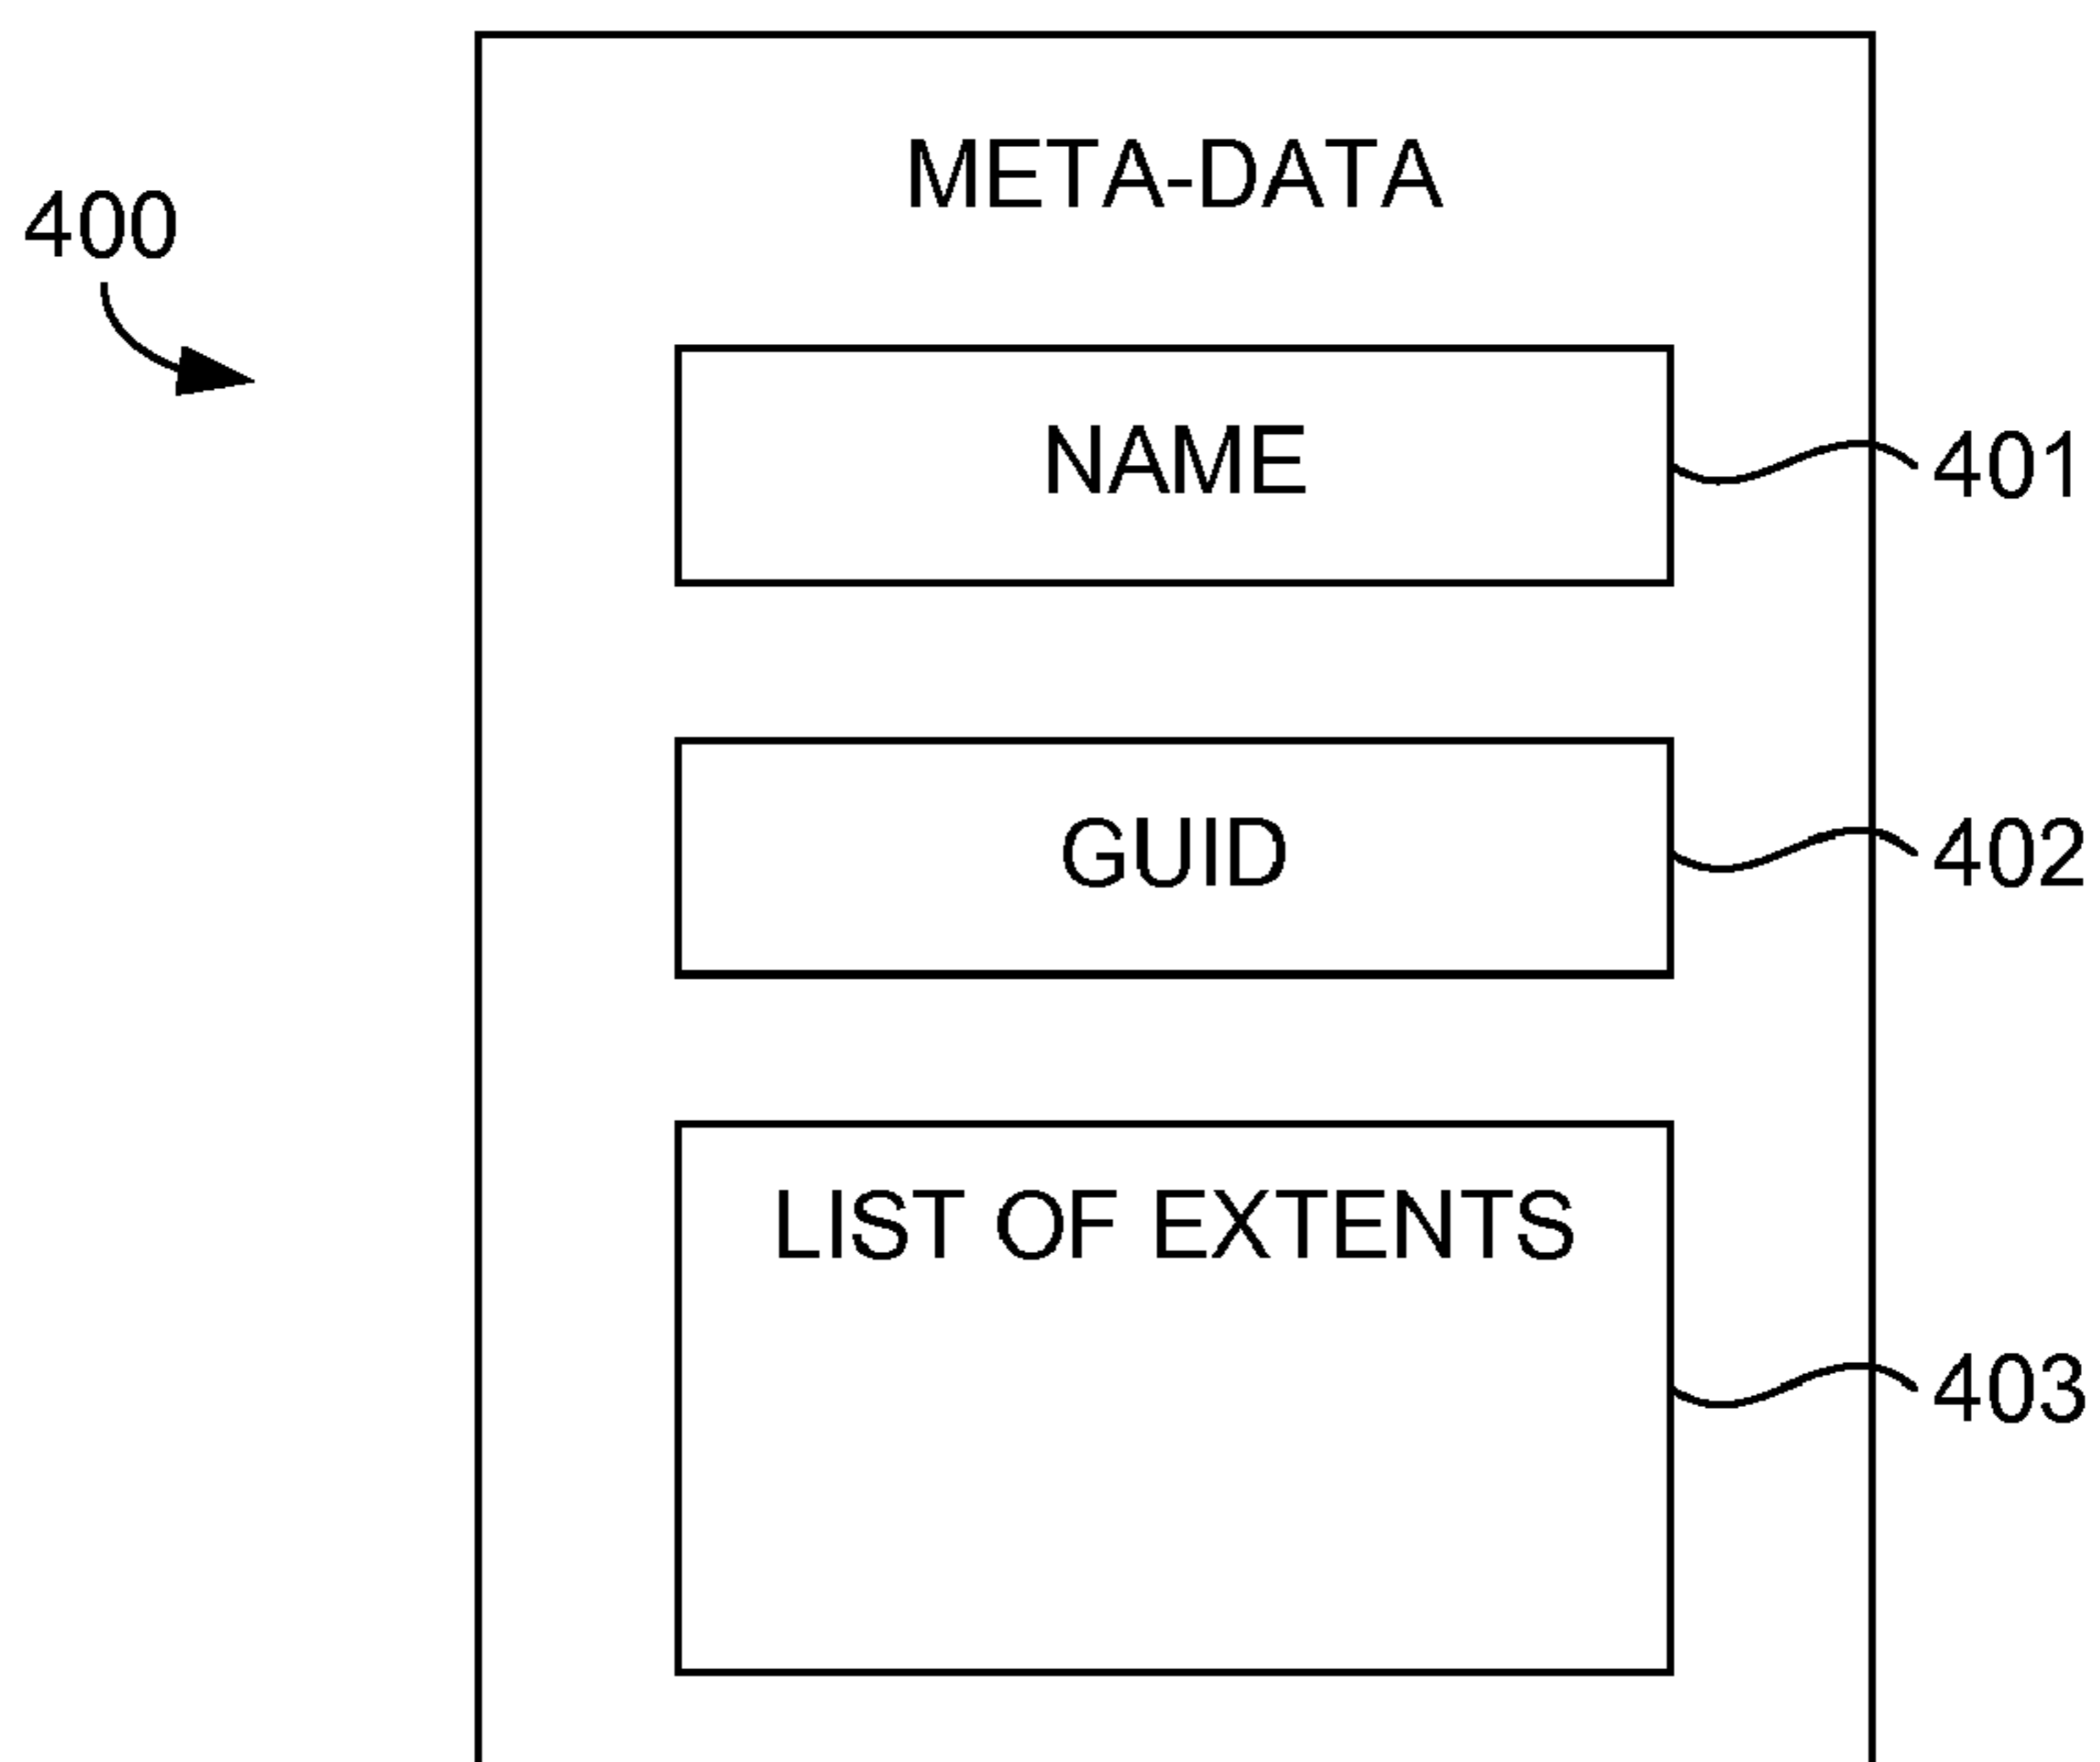 META-DATA
400
NAME
401
GUID
402
LIST OF EXTENTS
403